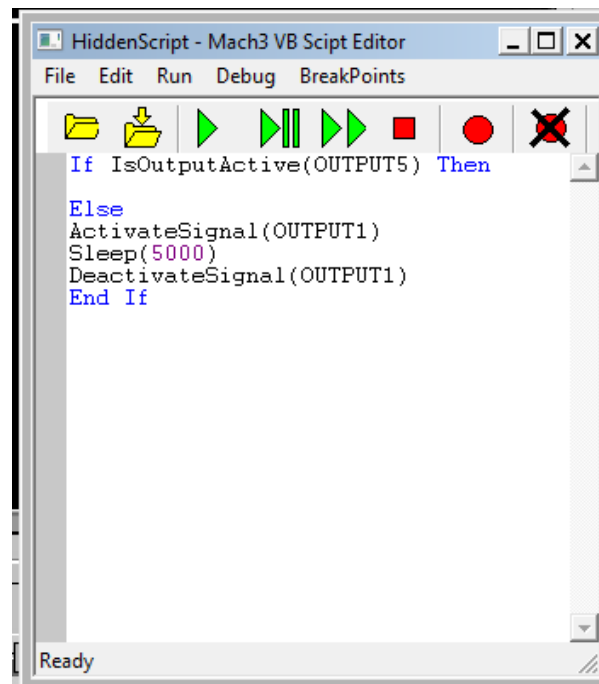 HiddenScript - Mach3 VB Scipt Editor
File Edit Run Debug BreakPoints
If IsOutputActive(OUTPUT5) Then
Else
ActivateSignal(OUTPUT1)
Sleep(5000)
DeactivateSignal(OUTPUT1)
End If
Ready